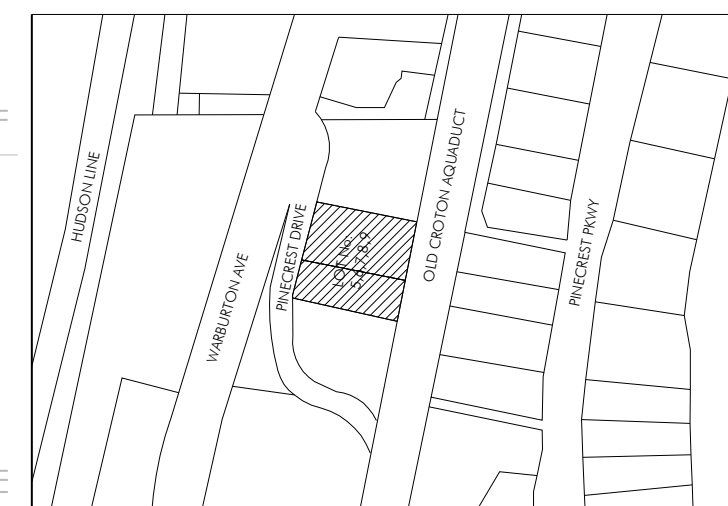 HUDSON LINE
WARBURTON AVE
PINECREST DRIVE
LOT No:
5,6,7,8,9
OLD CROTON AQUADUCT
PINECREST PKWY